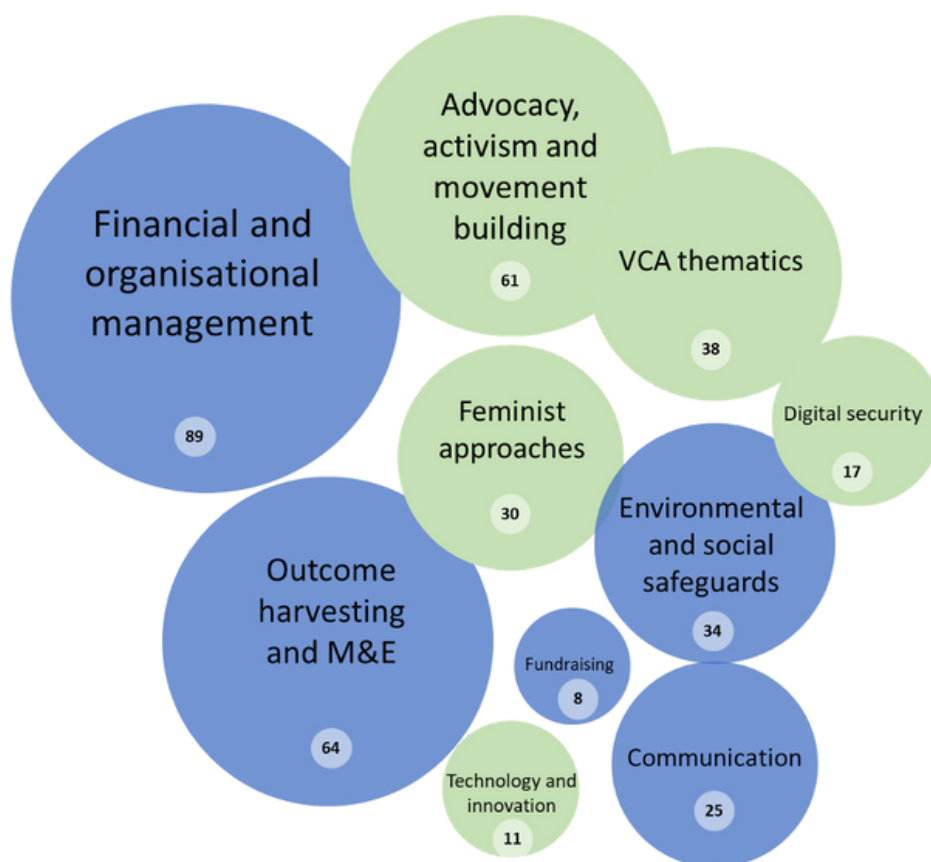 Advocacy,
activism and
movement
building
61
Financial and
organisational
management
89
VCA thematics
38
Digital security
17
Feminist
approaches
30
Environmental
and social
safeguards
34
Outcome
harvesting
and M&E
64
Fundraising
8
Communication
25
Technology and
innovation
11